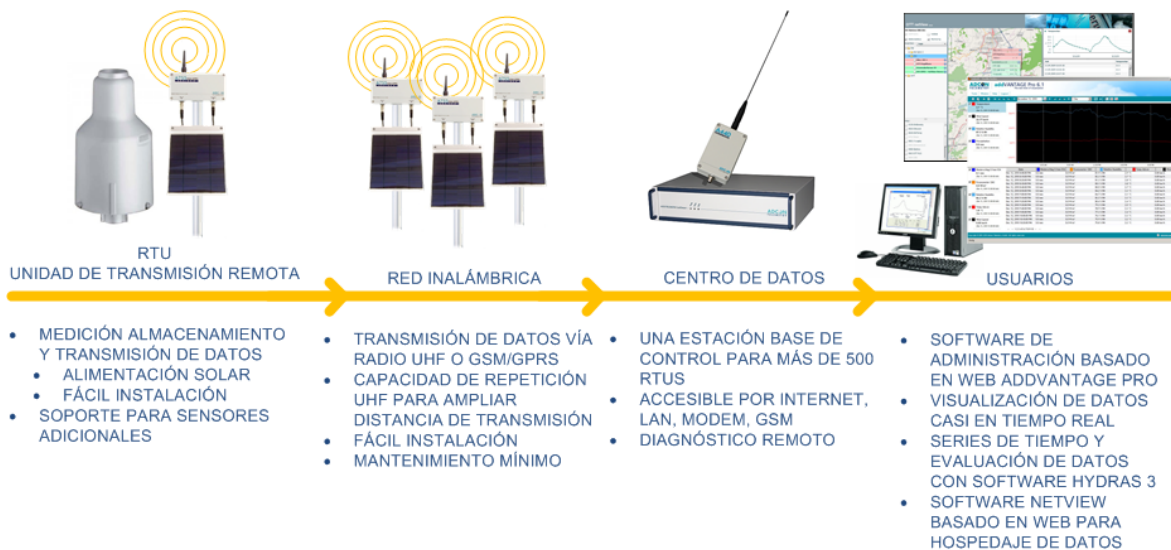 ADCON
addVANTAGE Pro 6.1
RTU
UNIDAD DE TRANSMISIÓN REMOTA
RED INALÁMBRICA
CENTRO DE DATOS
USUARIOS
• MEDICIÓN ALMACENAMIENTO
Y TRANSMISIÓN DE DATOS
• ALIMENTACIÓN SOLAR
• FÁCIL INSTALACIÓN
• SOPORTE PARA SENSORES
ADICIONALES
• TRANSMISIÓN DE DATOS VÍA
RADIO UHF O GSM/GPRS
• CAPACIDAD DE REPETICIÓN
UHF PARA AMPLIAR
DISTANCIA DE TRANSMISIÓN
• FÁCIL INSTALACIÓN
• MANTENIMIENTO MÍNIMO
• UNA ESTACIÓN BASE DE
CONTROL PARA MÁS DE 500
RTUS
• ACCESIBLE POR INTERNET,
LAN, MODEM, GSM
• DIAGNÓSTICO REMOTO
• SOFTWARE DE
ADMINISTRACIÓN BASADO
EN WEB ADDVANTAGE PRO
• VISUALIZACIÓN DE DATOS
CASI EN TIEMPO REAL
• SERIES DE TIEMPO Y
EVALUACIÓN DE DATOS
CON SOFTWARE HYDRAS 3
• SOFTWARE NETVIEW
BASADO EN WEB PARA
HOSPEDAJE DE DATOS